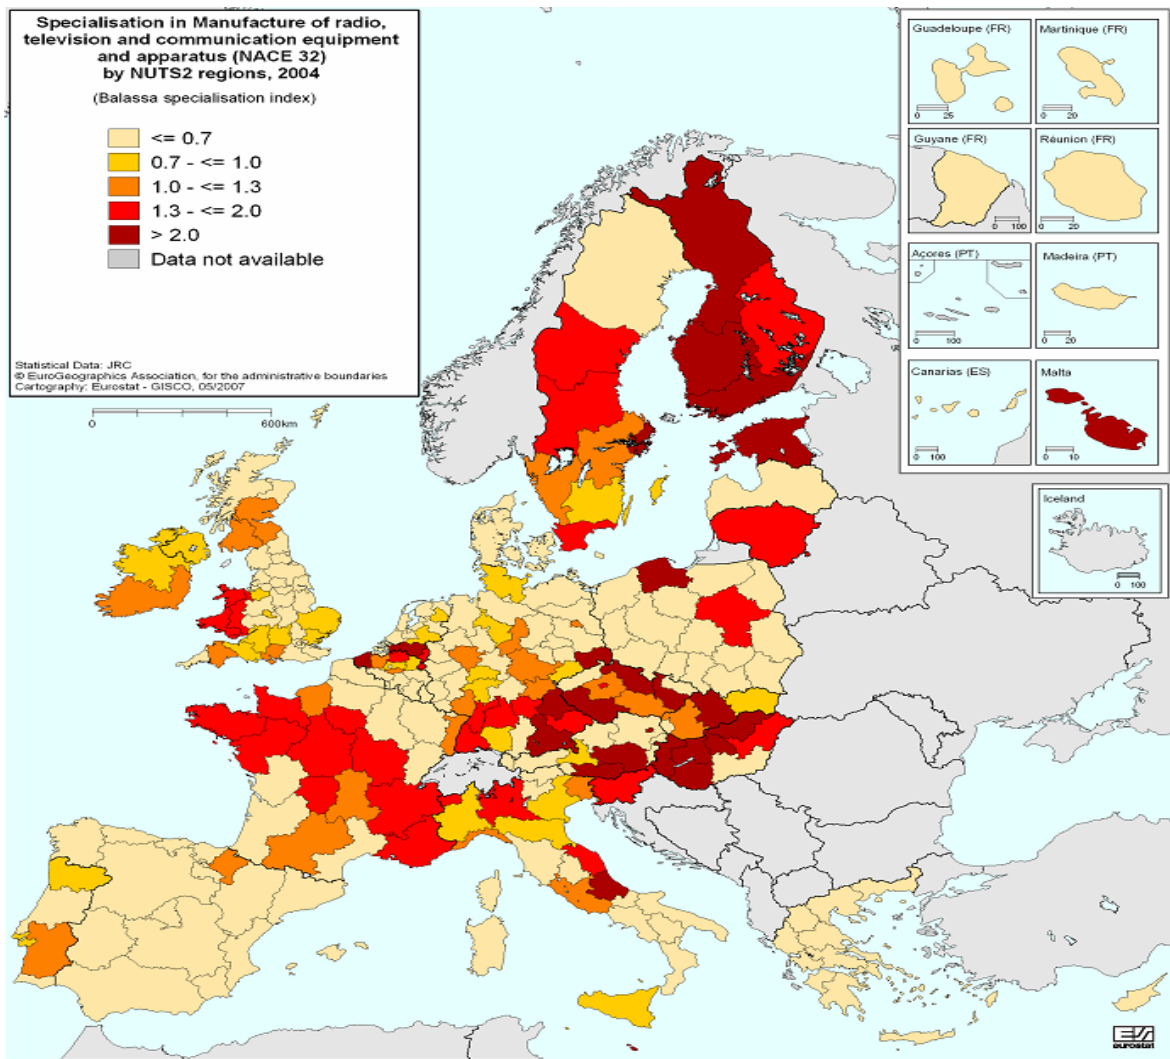 Specialisation in Manufacture of radio,
television and communication equipment
and apparatus (NACE 32)
by NUTS2 regions, 2004
(Balassa specialisation index)
<= 0.7
0.7 - <= 1.0
1.0 - <= 1.3
1.3 - <= 2.0
> 2.0
Data not available
Statistical Data: JRC
© EuroGeographics Association, for the administrative boundaries
Cartography: Eurostat - GISCO, 05/2007
0 600km
Guadeloupe (FR)
0 25
Martinique (FR)
0 20
Guyane (FR)
0 100
Réunion (FR)
0 20
Açores (PT)
0 100
Madeira (PT)
0 20
Canarias (ES)
0 100
Malta
0 10
Iceland
0 100
eurostat